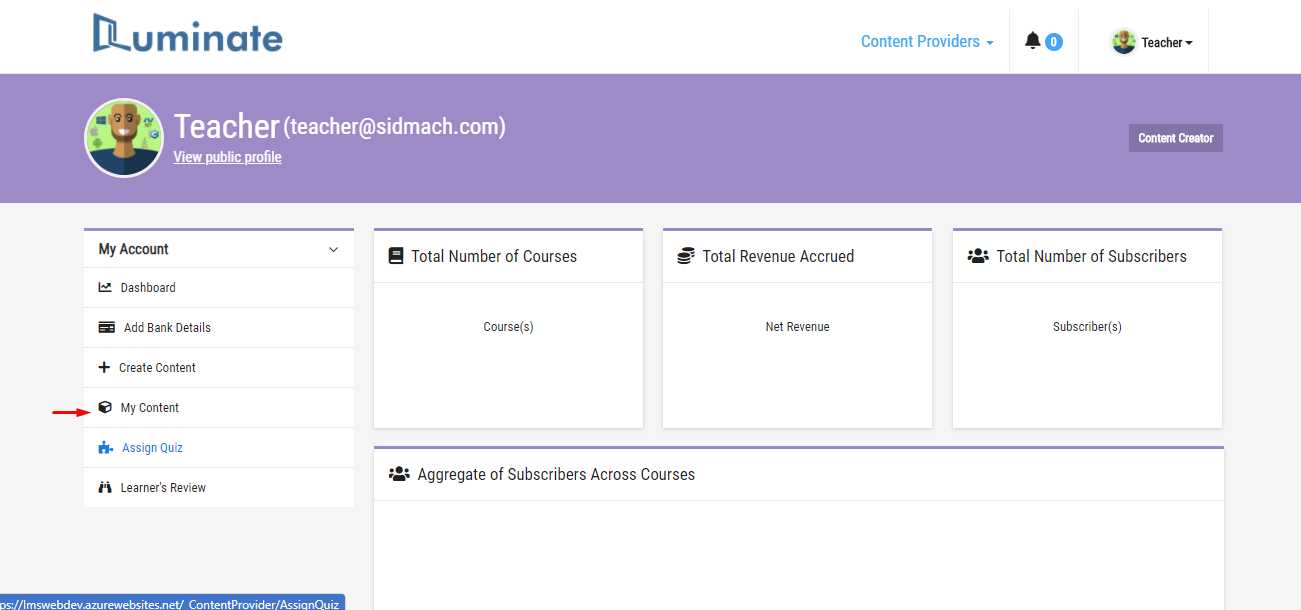 Luminate
Content Providers
0
Teacher
Teacher (teacher@sidmach.com)
View public profile
Content Creator
My Account
Dashboard
Add Bank Details
Create Content
My Content
Assign Quiz
Learner's Review
Total Number of Courses
Course(s)
Total Revenue Accrued
Net Revenue
Total Number of Subscribers
Subscriber(s)
Aggregate of Subscribers Across Courses
ps://lmswebdev.azurewebsites.net/_ContentProvider/AssignQuiz